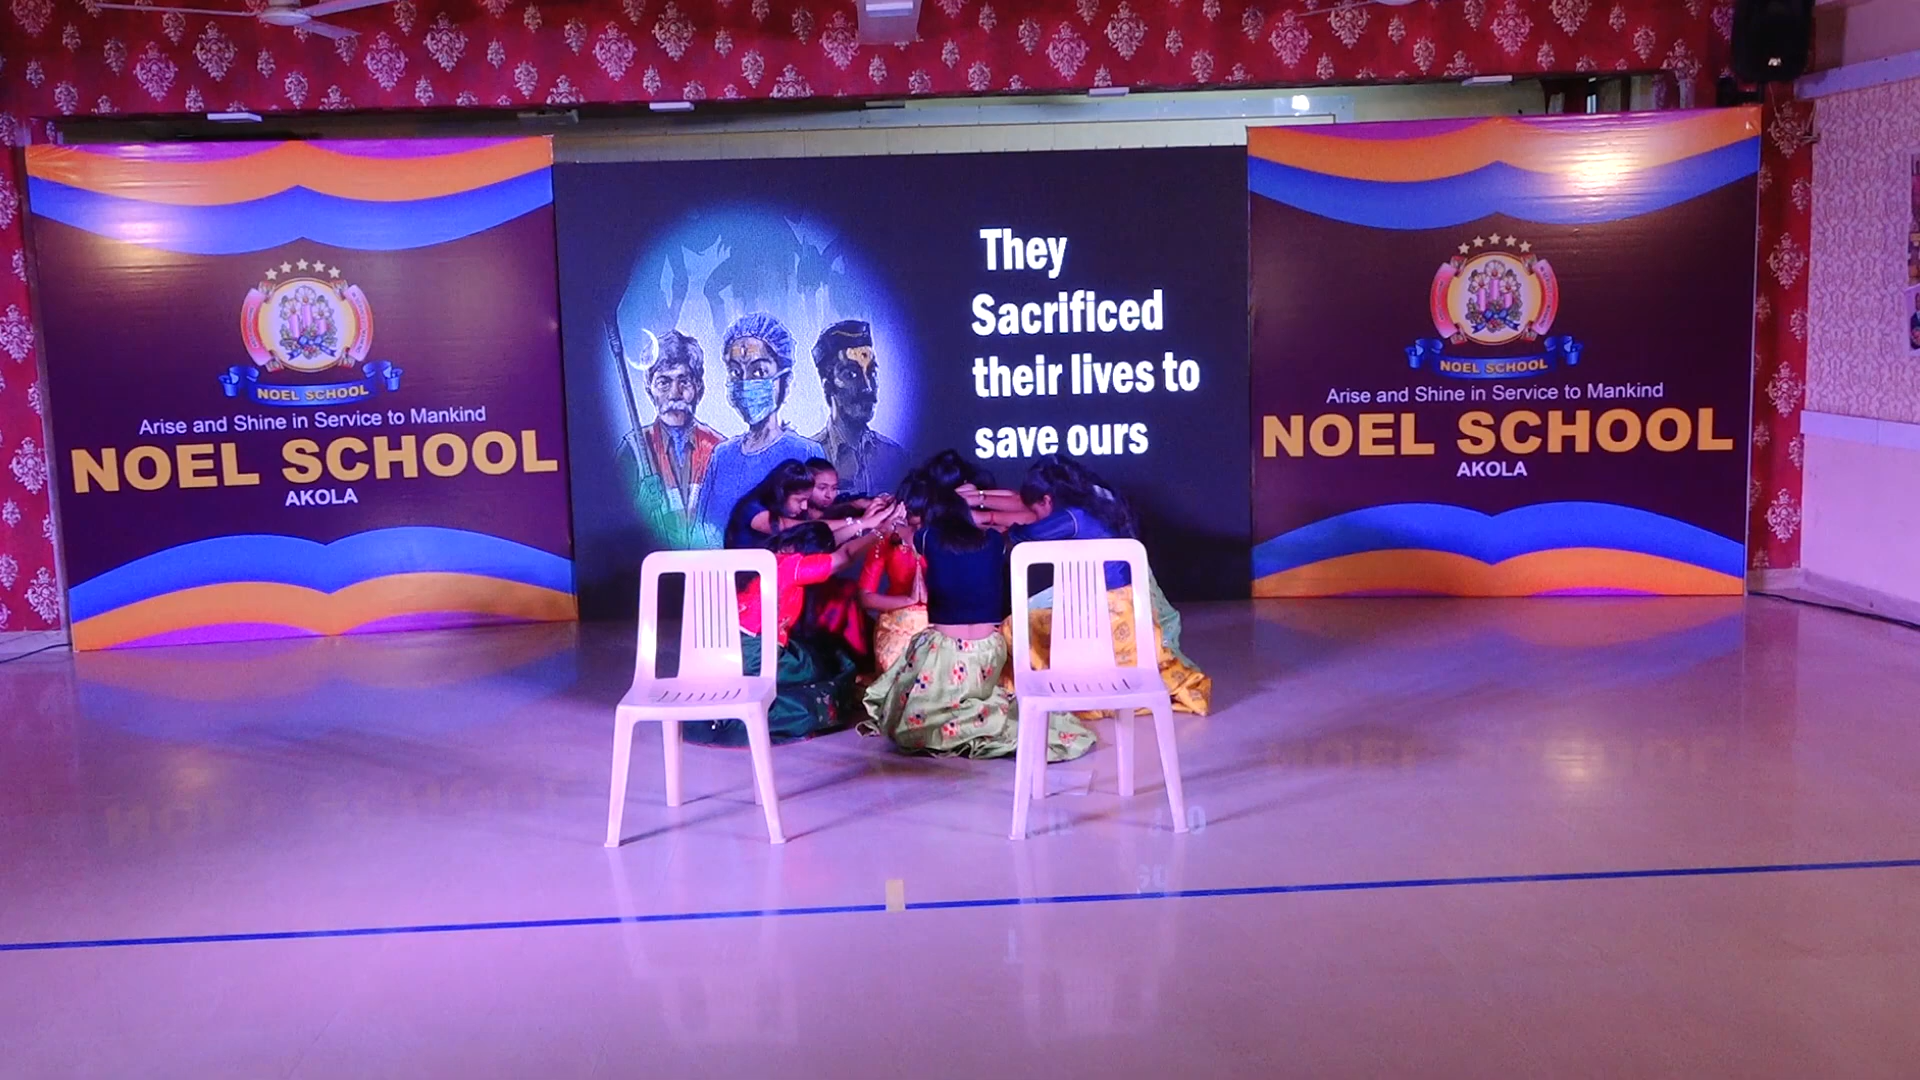 NOEL SCHOOL
Arise and Shine in Service to Mankind
NOEL SCHOOL
AKOLA
They
Sacrificed
their lives to
save ours
NOEL SCHOOL
Arise and Shine in Service to Mankind
NOEL SCHOOL
AKOLA